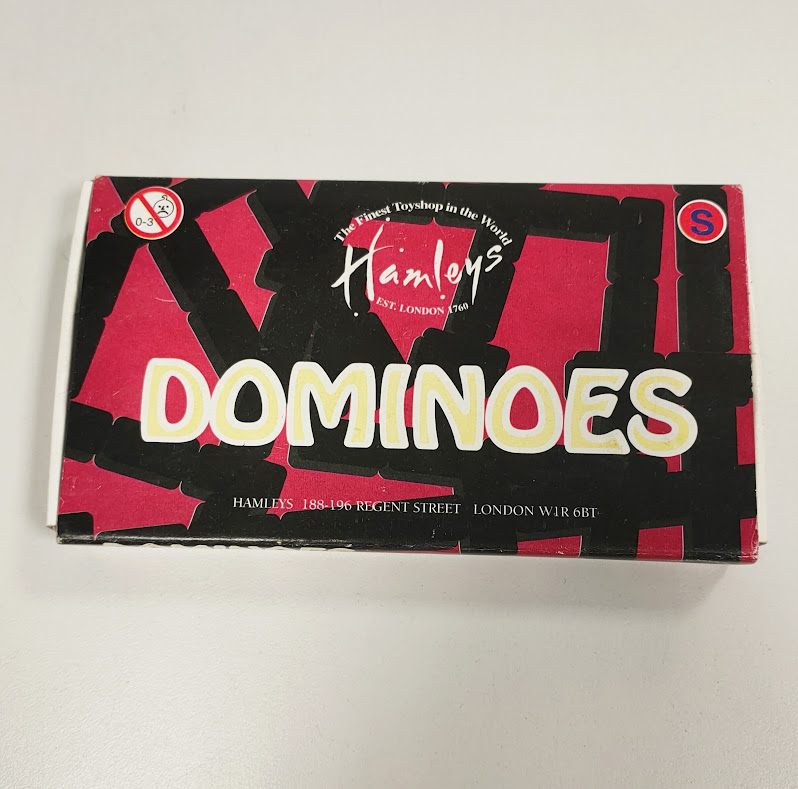 0-3
S
The Finest Toyshop in the World
Hamleys
EST. LONDON 1760
DOMINOES
HAMLEYS 188-196 REGENT STREET LONDON W1R 6BT